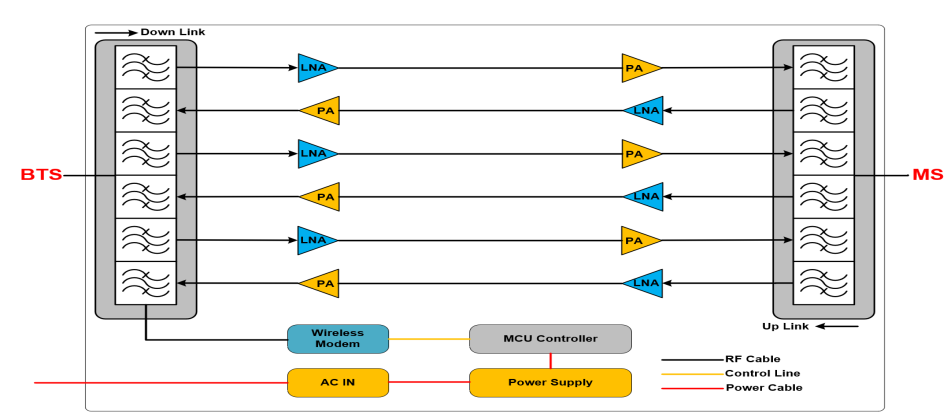 Down Link
LNA
PA
PA
LNA
LNA
PA
BTS
MS
PA
LNA
LNA
PA
PA
LNA
Up Link
Wireless
Modem
MCU Controller
RF Cable
Control Line
AC IN
Power Supply
Power Cable